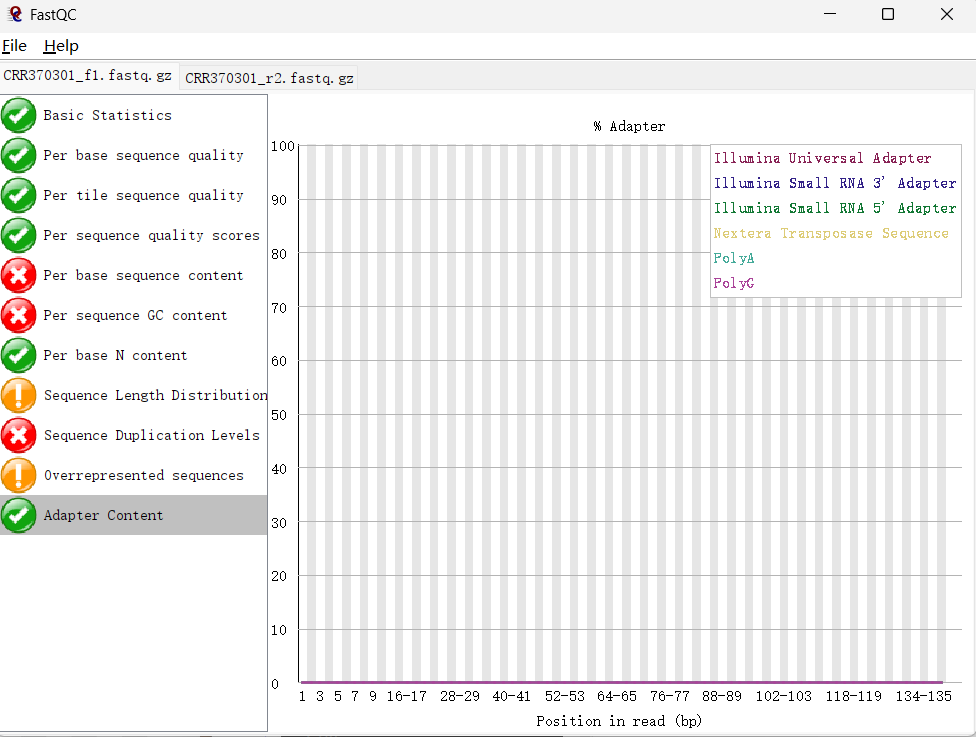 FastQC
File Help
CRR370301_f1.fastq.gz CRR370301_r2.fastq.gz
Basic Statistics
Per base sequence quality
Per tile sequence quality
Per sequence quality scores
Per base sequence content
Per sequence GC content
Per base N content
Sequence Length Distribution
Sequence Duplication Levels
Overrepresented sequences
Adapter Content
% Adapter
100
90
80
70
60
50
40
30
20
10
0
Illumina Universal Adapter
Illumina Small RNA 3' Adapter
Illumina Small RNA 5' Adapter
Nextera Transposase Sequence
PolyA
PolyG
1 3 5 7 9 16-17 28-29 40-41 52-53 64-65 76-77 88-89 102-103 118-119 134-135
Position in read (bp)